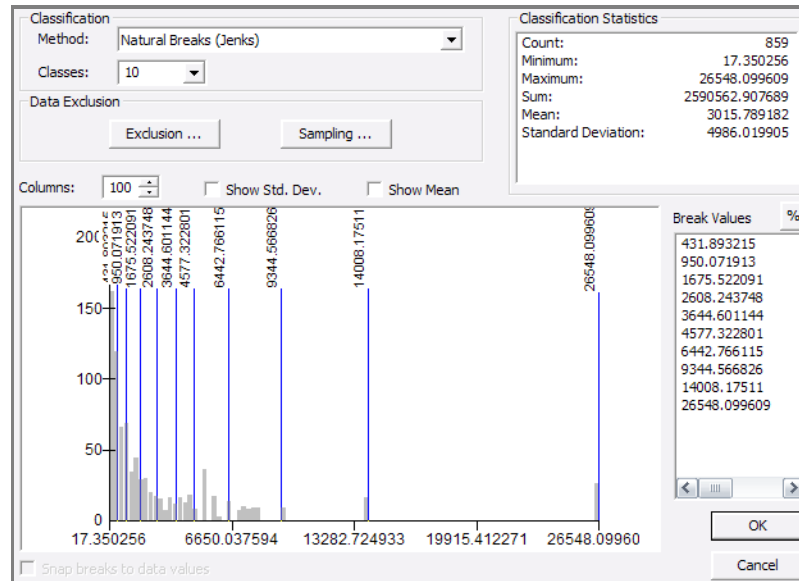 Classification
Method: Natural Breaks (Jenks)
Classes: 10
Data Exclusion
Exclusion ...
Sampling ...
Classification Statistics
Count: 859
Minimum: 17.350256
Maximum: 26548.099609
Sum: 2590562.907689
Mean: 3015.789182
Standard Deviation: 4986.019905
Columns: 100
Show Std. Dev.
Show Mean
Break Values
%
431.893215
950.071913
1675.522091
2608.243748
3644.601144
4577.322801
6442.766115
9344.566826
14008.17511
26548.099609
150
100
50
0
17.350256 6650.037594 13282.724933 19915.412271 26548.09960
431.893215
950.071913
1675.522091
2608.243748
3644.601144
4577.322801
6442.766115
9344.566826
14008.17511
26548.099609
OK
Cancel
Snap breaks to data values